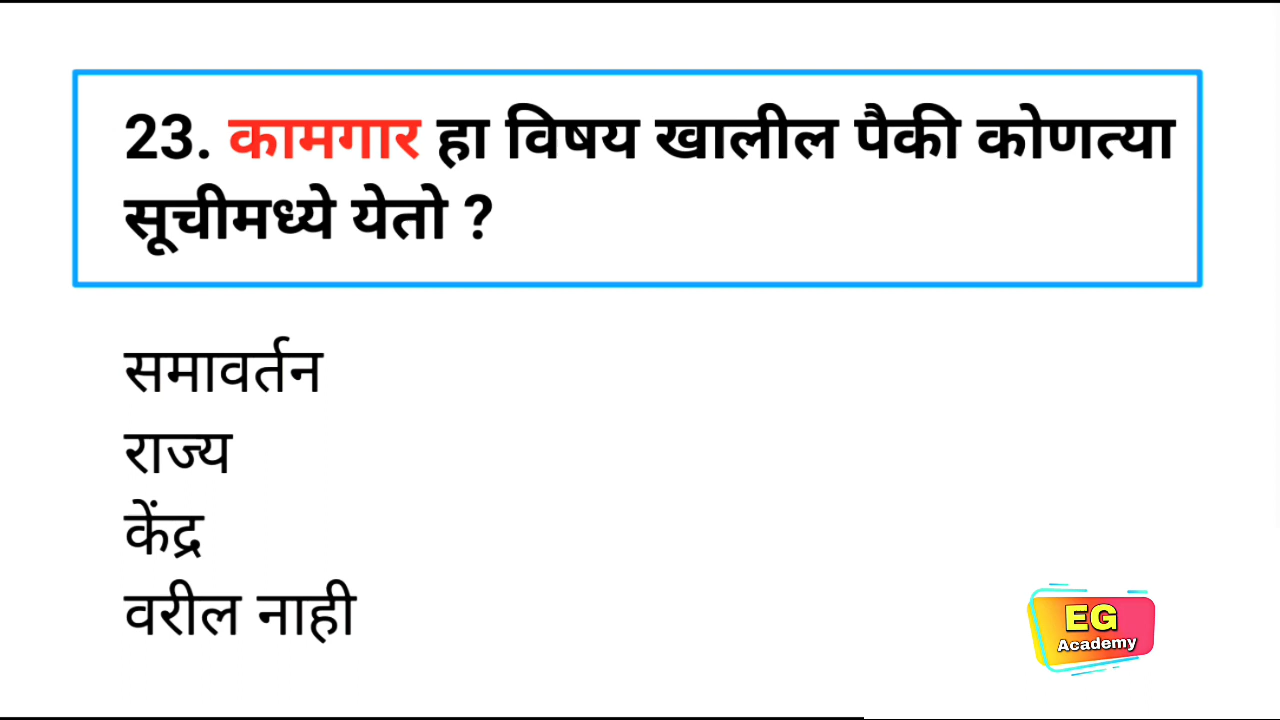 23. कामगार हा विषय खालील पैकी कोणत्या
सूचीमध्ये येतो ?
समावर्तन
राज्य
केंद्र
वरील नाही
EG
Academy